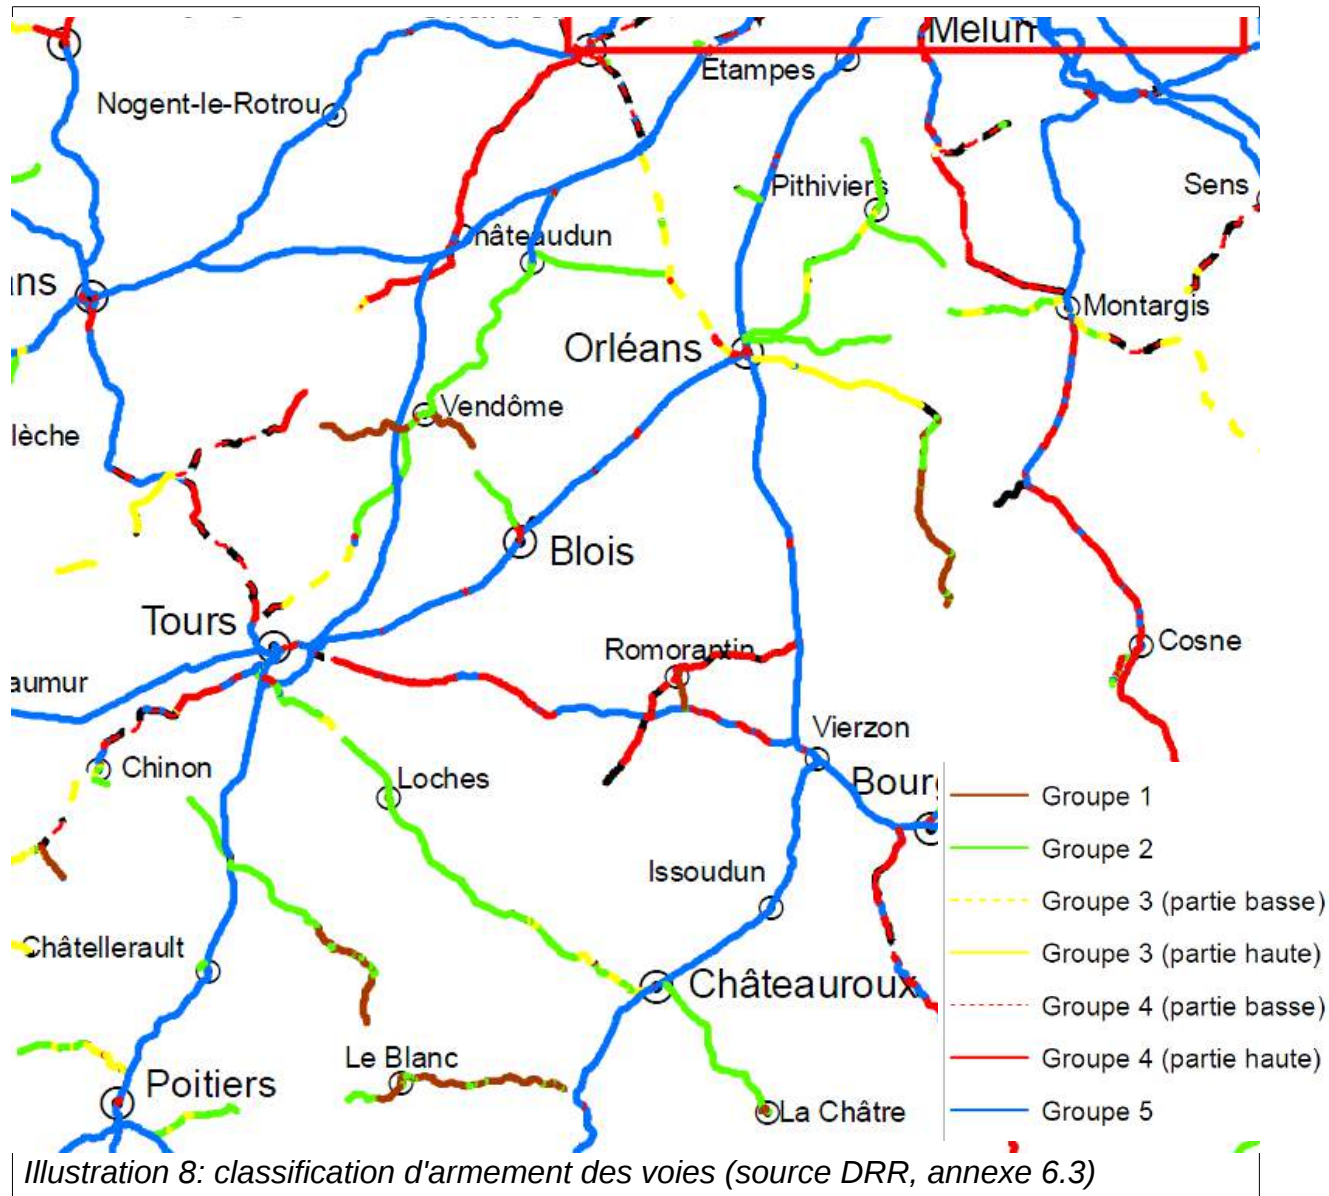 Melun
Etampes
Nogent-le-Rotrou
Pithiviers
Sens
hâteaudun
ans
Montargis
Orléans
Vendôme
lèche
Blois
Tours
Romorantin
Cosne
aumur
Vierzon
Chinon
Loches
Bourg
Groupe 1
Issoudun
Groupe 2
Groupe 3 (partie basse)
Châtellerault
Groupe 3 (partie haute)
Châteauroux
Groupe 4 (partie basse)
Le Blanc
Groupe 4 (partie haute)
Poitiers
La Châtre
Groupe 5
Illustration 8: classification d'armement des voies (source DRR, annexe 6.3)